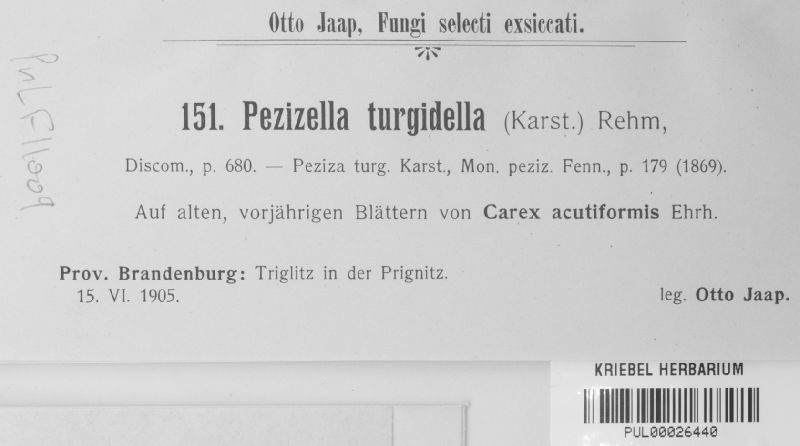 Otto Jaap, Fungi selecti exsiccati.
151. Pezizella turgidella (Karst.) Rehm,
Discom., p. 680. — Peziza turg. Karst., Mon. peziz. Fenn., p. 179 (1869).
Auf alten, vorjährigen Blättern von Carex acutiformis Ehrh.
Prov. Brandenburg: Triglitz in der Prignitz.
15. VI. 1905.
leg. Otto Jaap.
KRIEBEL HERBARIUM
PUL00026440